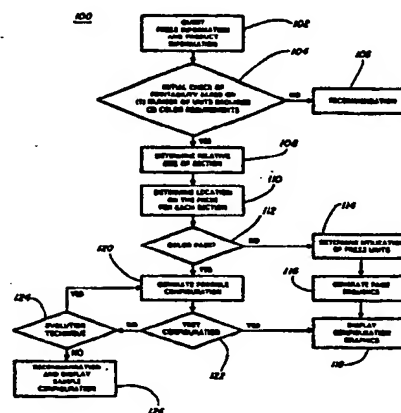 100
102
QUERY
PRESS INFORMATION
AND PRODUCT
INFORMATION
104
INITIAL CHECK OF
PRINTABILITY BASED ON
(1) NUMBER OF UNITS REQUIRED
(2) COLOR REQUIREMENTS
NO
106
RECOMMENDATION
YES
108
DETERMINE RELATIVE
SIZE OF SECTION
110
DETERMINE LOCATION
ON THE PRESS
FOR EACH SECTION
112
COLOR PAGE?
NO
114
DETERMINE UTILIZATION
OF PRESS UNITS
YES
116
GENERATE PAGE
GRAPHICS
120
GENERATE POSSIBLE
CONFIGURATION
YES
124
EVOLUTION
TECHNIQUE
NO
TEST
CONFIGURATION
YES
122
DISPLAY
CONFIGURATION
GRAPHICS
118
NO
RECOMMENDATION
AND DISPLAY
SAMPLE
CONFIGURATION
126